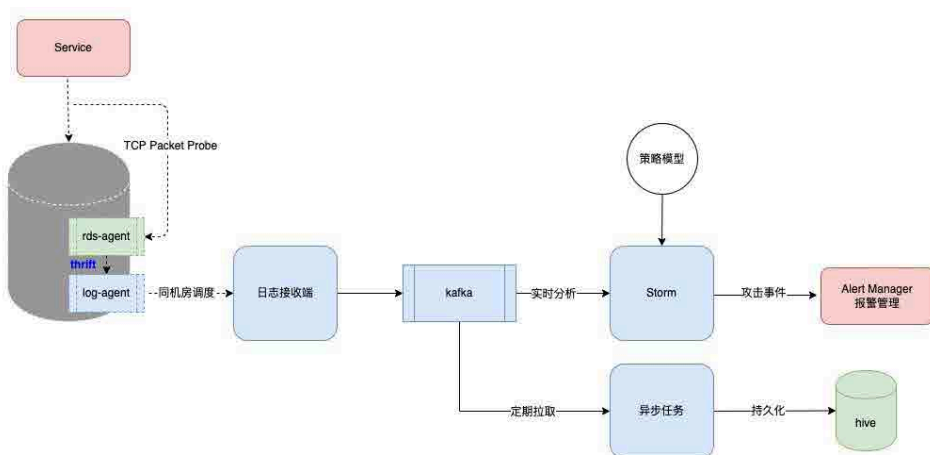 Service
TCP Packet Probe
策略模型
rds-agent
thrift
log-agent
同机房调度
日志接收端
kafka
实时分析
Storm
攻击事件
Alert Manager
报警管理
定期拉取
异步任务
持久化
hive